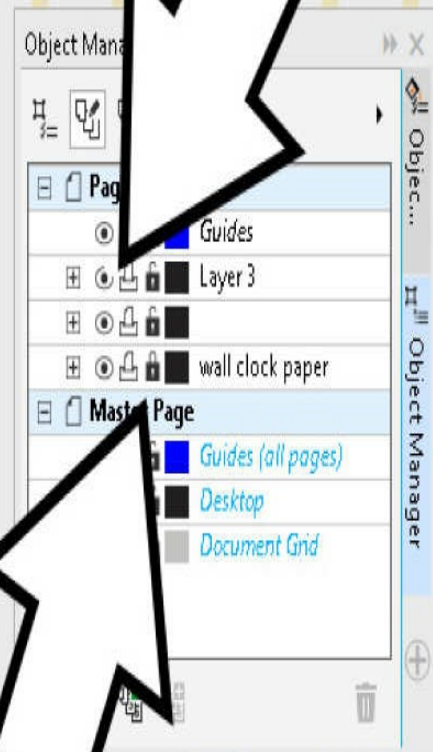 Object Mana
Pag
Guides
Layer 3
wall clock paper
Master Page
Guides (all pages)
Desktop
Document Grid
Objec...
Object Manager